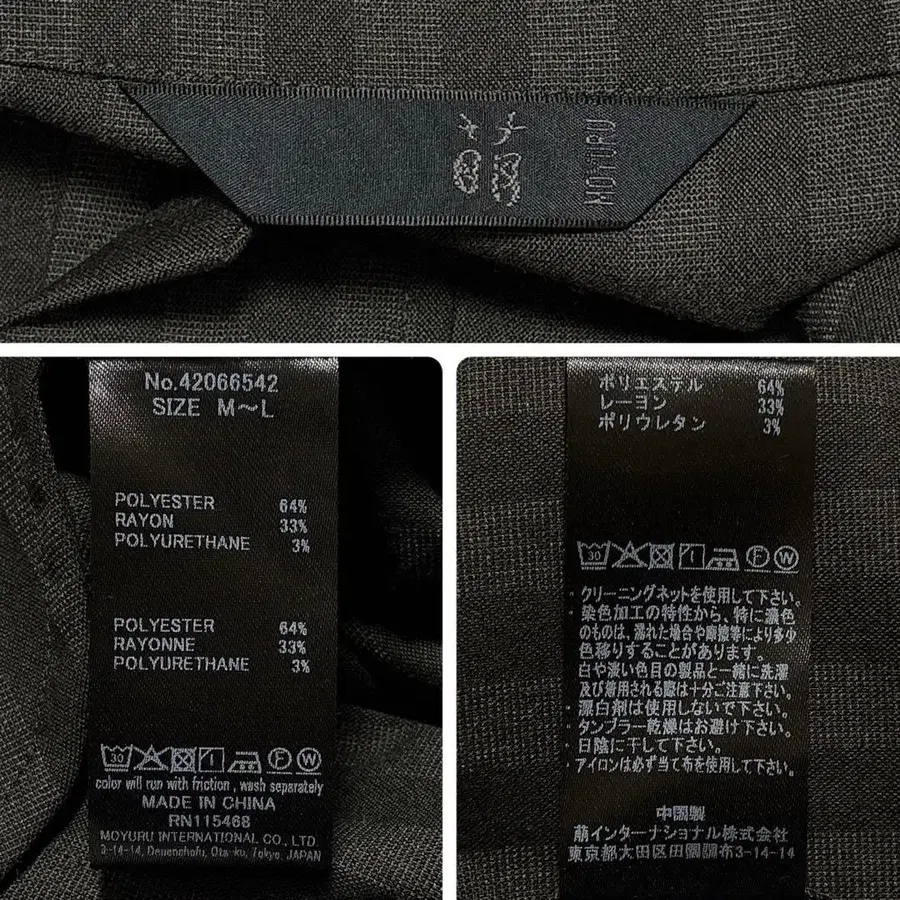 萌
MOYURU
No.42066542
SIZE M～L
POLYESTER 64%
RAYON 33%
POLYURETHANE 3%
POLYESTER 64%
RAYONNE 33%
POLYURETHANE 3%
30 F W
color will run with friction , wash separately
MADE IN CHINA
RN115468
MOYURU INTERNATIONAL CO.,LTD.
3-14-14, Denenchofu, Ota-ku, Tokyo, JAPAN
ポリエステル 64%
レーヨン 33%
ポリウレタン 3%
30 F W
・クリーニングネットを使用して下さい。
・染色加工の特性から、特に濃色
のものは、濡れた場合や摩擦等により多少
色移りすることがあります。
白や淡い色目の製品と一緒に洗濯
及び着用される際は十分ご注意下さい。
・漂白剤は使用しないで下さい。
・タンブラー乾燥はお避け下さい。
・日陰に干して下さい。
・アイロンは必ず当て布を使用して下さい。
中国製
萌インターナショナル株式会社
東京都大田区田園調布3-14-14